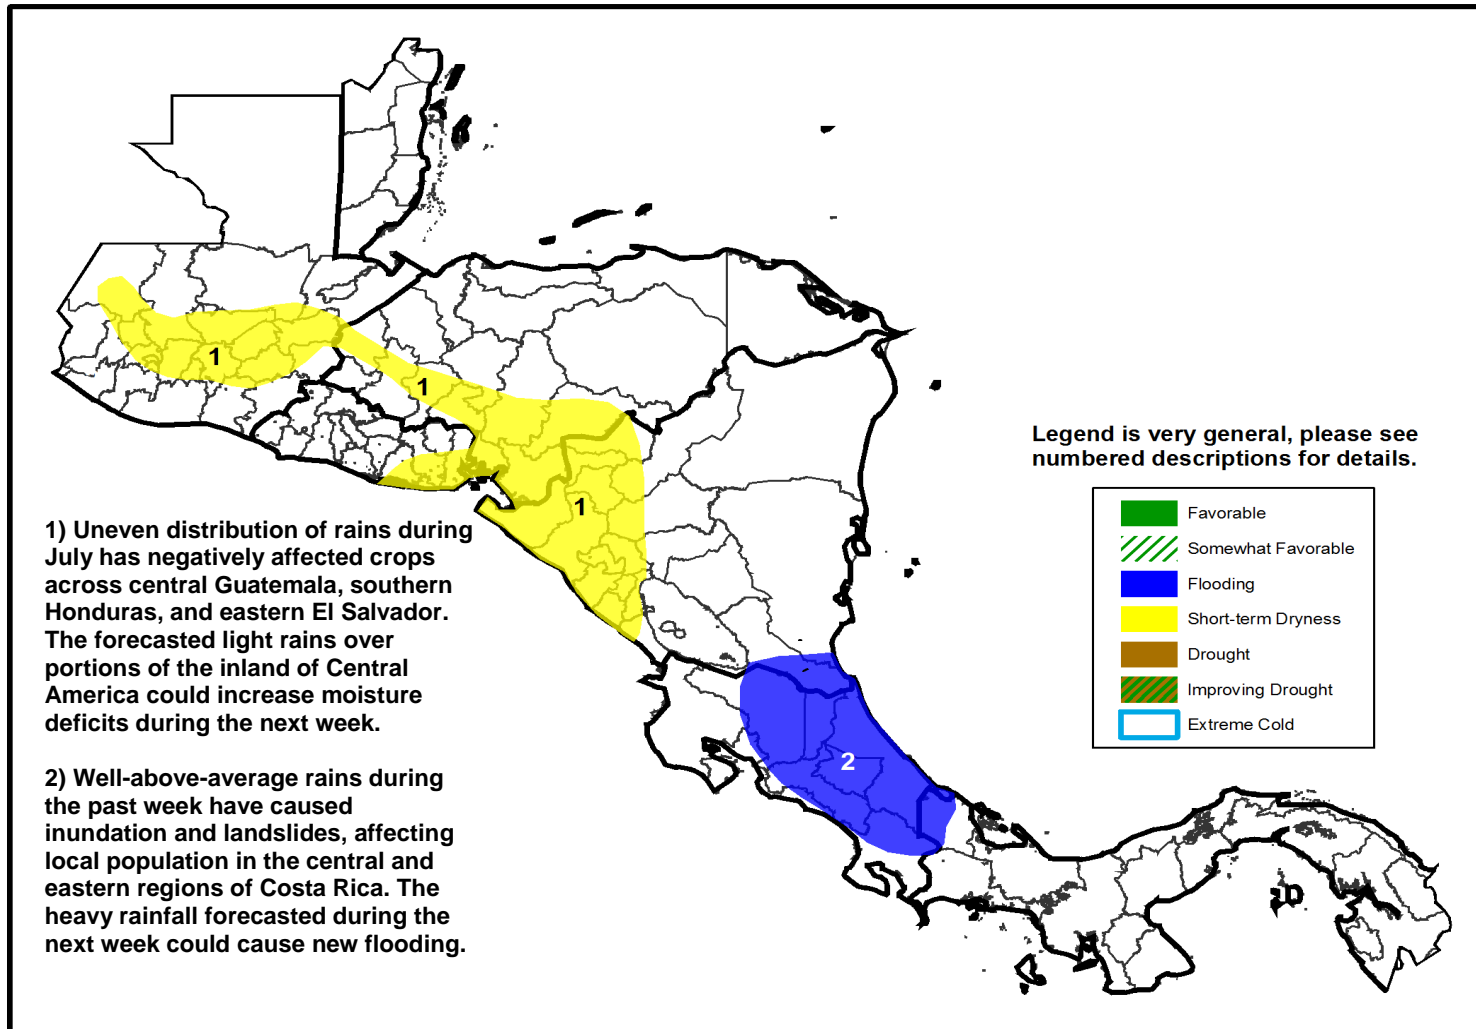 1
1
1
2
Legend is very general, please see
numbered descriptions for details.
Favorable
Somewhat Favorable
Flooding
Short-term Dryness
Drought
Improving Drought
Extreme Cold
1) Uneven distribution of rains during
July has negatively affected crops
across central Guatemala, southern
Honduras, and eastern El Salvador.
The forecasted light rains over
portions of the inland of Central
America could increase moisture
deficits during the next week.
2) Well-above-average rains during
the past week have caused
inundation and landslides, affecting
local population in the central and
eastern regions of Costa Rica. The
heavy rainfall forecasted during the
next week could cause new flooding.